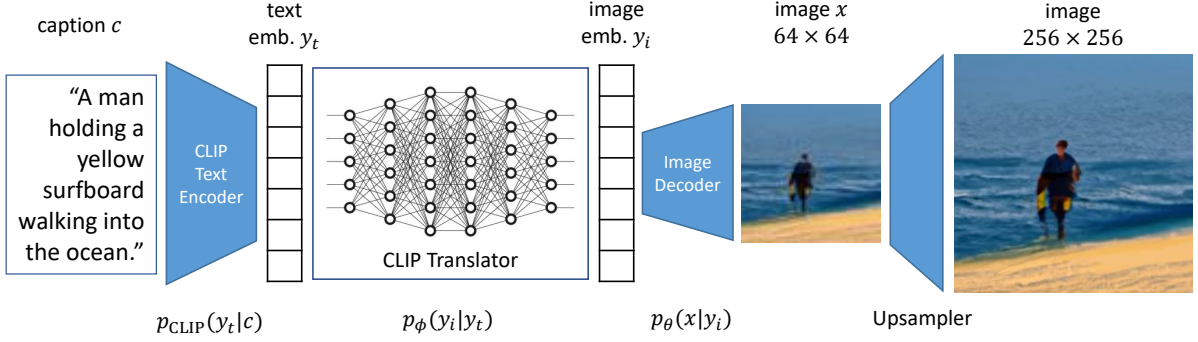 caption c
text
emb. y_t
image
emb. y_i
image x
64 × 64
image
256 × 256
“A man
holding a
yellow
surfboard
walking into
the ocean.”
CLIP
Text
Encoder
CLIP Translator
Image
Decoder
p_CLIP(y_t|c)
p_ϕ(y_i|y_t)
p_θ(x|y_i)
Upsampler